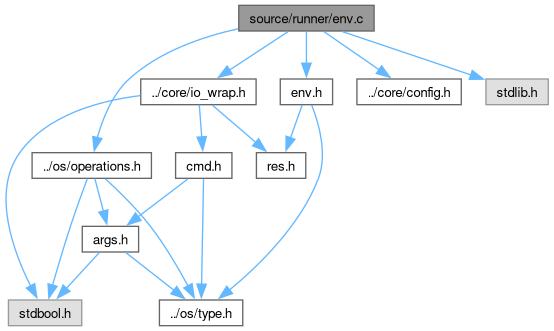 source/runner/env.c
../core/io_wrap.h
env.h
../core/config.h
stdlib.h
../os/operations.h
cmd.h
res.h
args.h
stdbool.h
../os/type.h